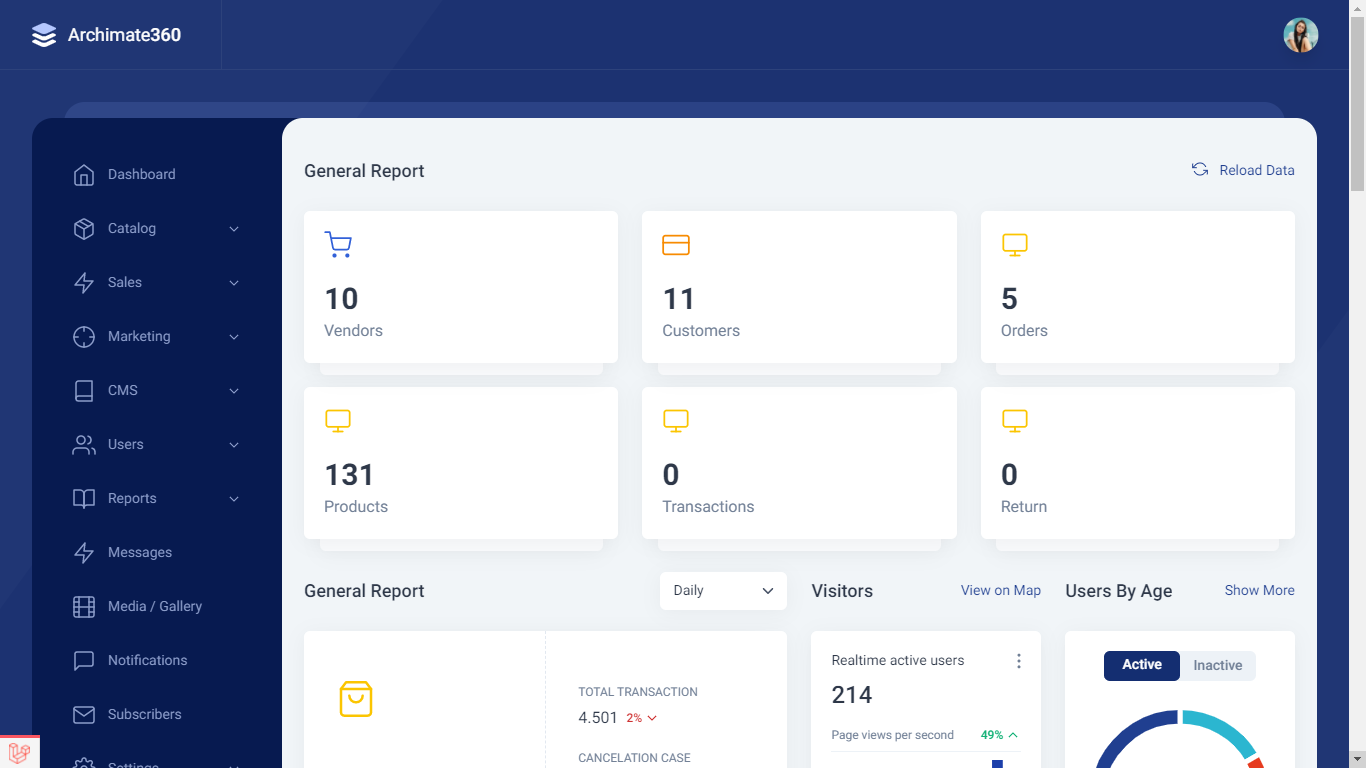 Archimate360
Dashboard
Catalog
Sales
Marketing
CMS
Users
Reports
Messages
Media / Gallery
Notifications
Subscribers
Settings
General Report
Reload Data
10
Vendors
11
Customers
5
Orders
131
Products
0
Transactions
0
Return
General Report
Daily
TOTAL TRANSACTION
4.501 2%
CANCELATION CASE
Visitors
View on Map
Realtime active users
214
Page views per second 49%
Users By Age
Show More
Active Inactive